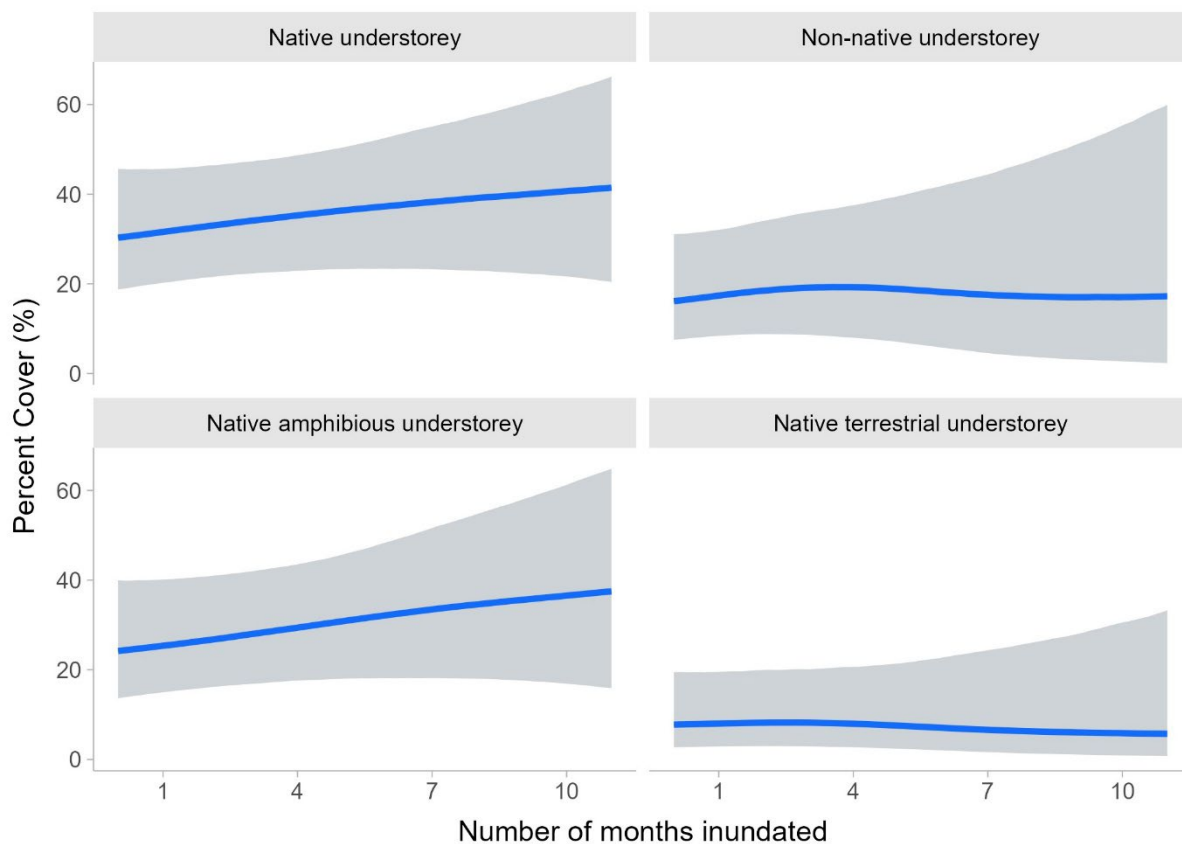 Native understorey
Non-native understorey
60
40
20
0
Native amphibious understorey
Native terrestrial understorey
60
40
20
0
Percent Cover (%)
1
4
7
10
1
4
7
10
Number of months inundated